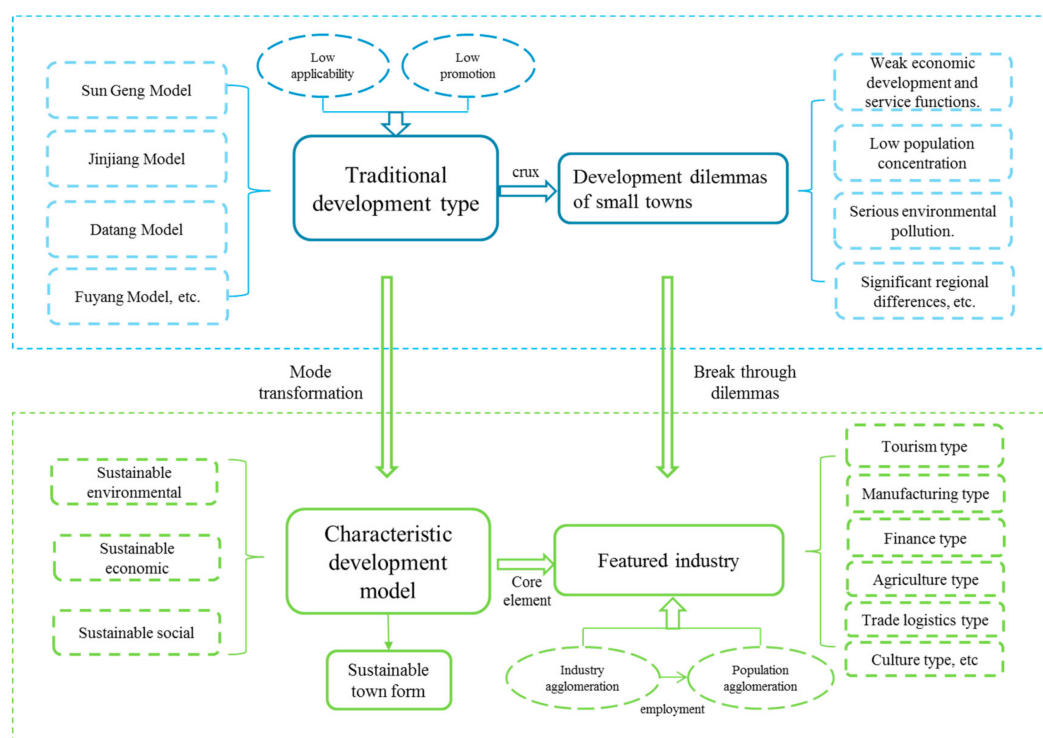 Low
applicability
Low
promotion
Sun Geng Model
Jinjiang Model
Datang Model
Fuyang Model, etc.
Traditional
development type
crux
Development dilemmas
of small towns
Weak economic
development and
service functions.
Low population
concentration
Serious environmental
pollution.
Significant regional
differences, etc.
Mode
transformation
Break through
dilemmas
Sustainable
environmental
Sustainable
economic
Sustainable social
Characteristic
development
model
Core
element
Featured industry
Sustainable
town form
Industry
agglomeration
Population
agglomeration
employment
Tourism type
Manufacturing type
Finance type
Agriculture type
Trade logistics type
Culture type, etc